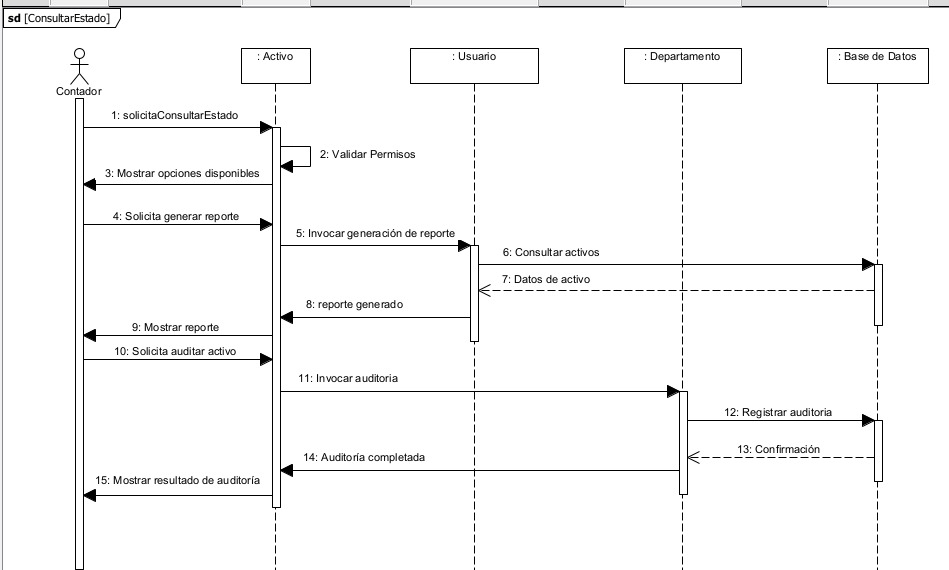 sd [ConsultarEstado]
Contador
: Activo
: Usuario
: Departamento
: Base de Datos
1: solicitaConsultarEstado
2: Validar Permisos
3: Mostrar opciones disponibles
4: Solicita generar reporte
5: Invocar generación de reporte
6: Consultar activos
7: Datos de activo
8: reporte generado
9: Mostrar reporte
10: Solicita auditar activo
11: Invocar auditoria
12: Registrar auditoria
13: Confirmación
14: Auditoría completada
15: Mostrar resultado de auditoría